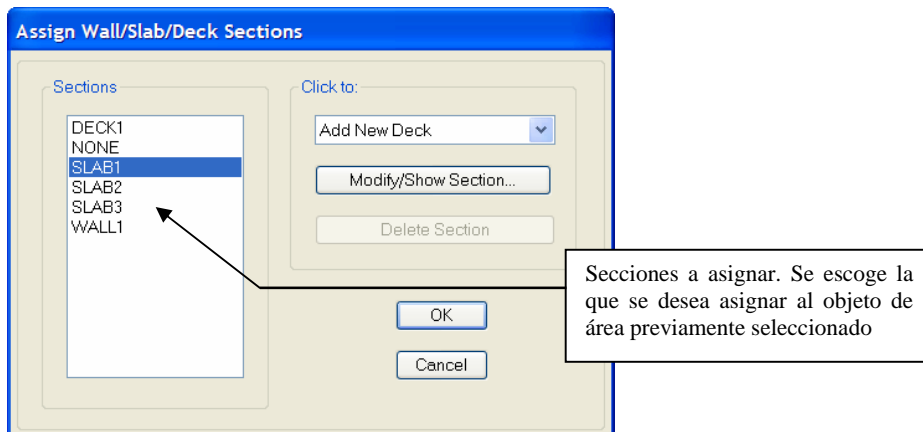 Assign Wall/Slab/Deck Sections
Sections
DECK1
NONE
SLAB1
SLAB2
SLAB3
WALL1
Click to:
Add New Deck
Modify/Show Section...
Delete Section
OK
Cancel
Secciones a asignar. Se escoge la
que se desea asignar al objeto de
área previamente seleccionado